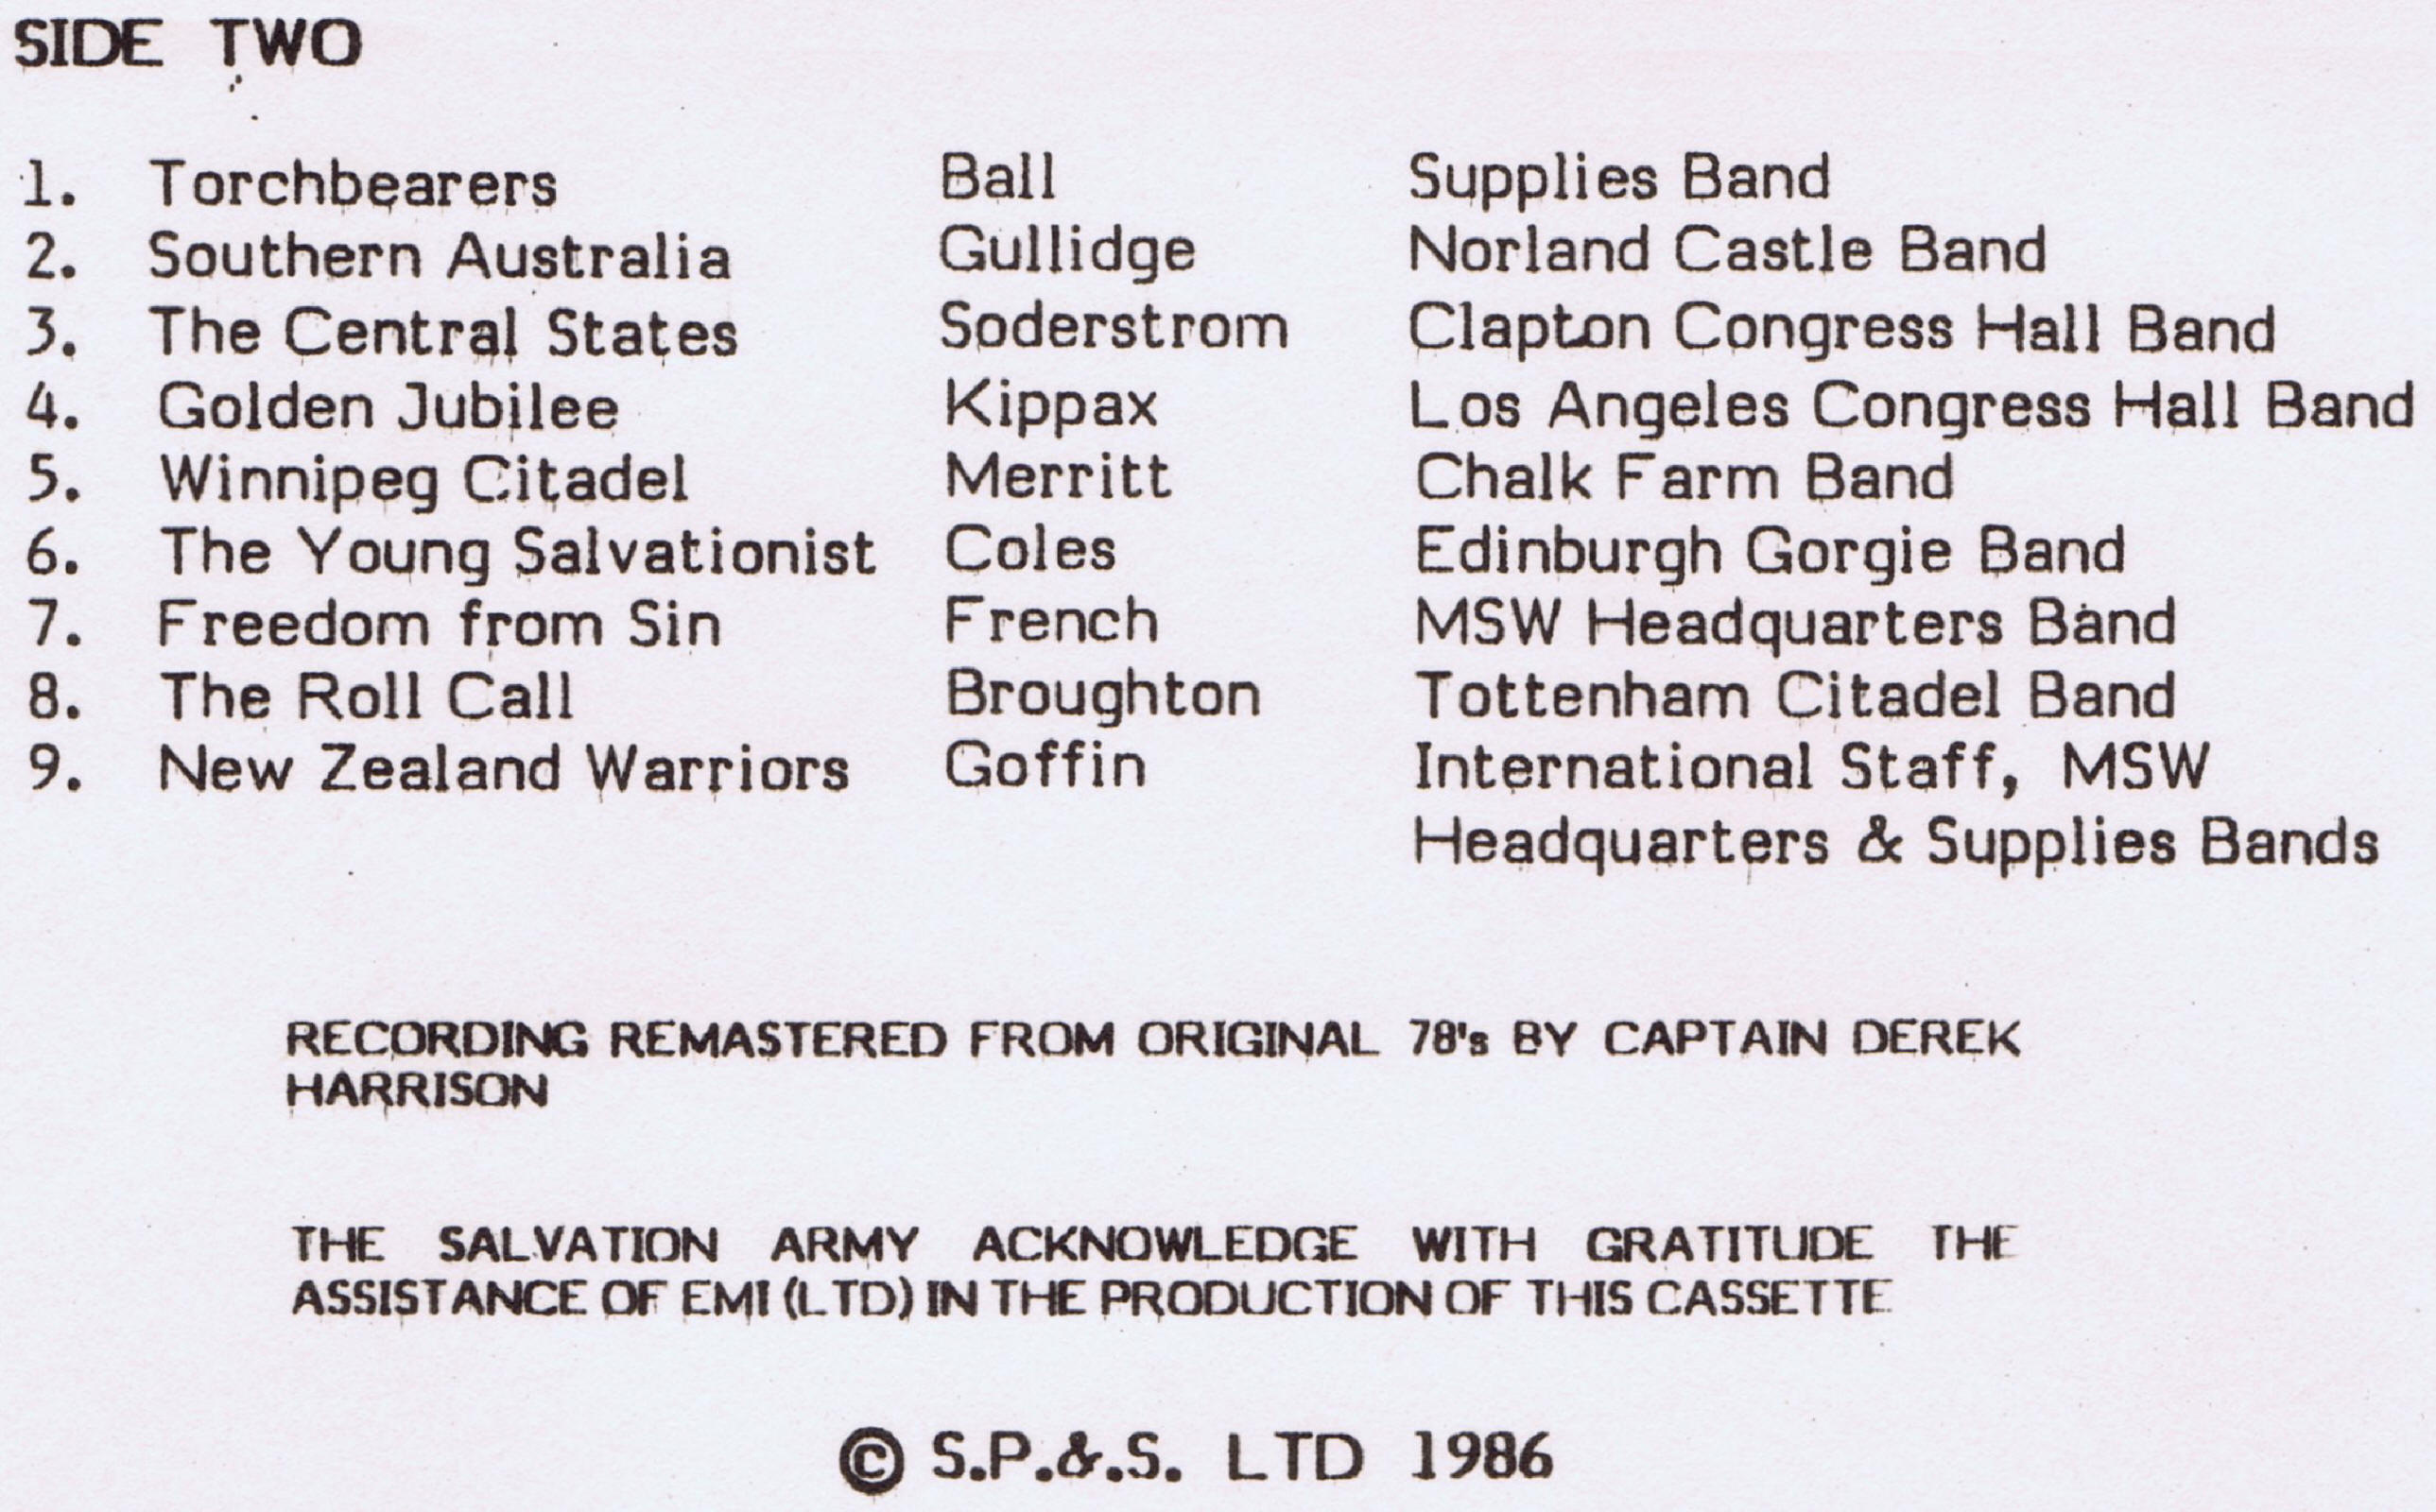 SIDE TWO
1. Torchbearers Ball Supplies Band
2. Southern Australia Gullidge Norland Castle Band
3. The Central States Soderstrom Clapton Congress Hall Band
4. Golden Jubilee Kippax Los Angeles Congress Hall Band
5. Winnipeg Citadel Merritt Chalk Farm Band
6. The Young Salvationist Coles Edinburgh Gorgie Band
7. Freedom from Sin French MSW Headquarters Band
8. The Roll Call Broughton Tottenham Citadel Band
9. New Zealand Warriors Goffin International Staff, MSW
Headquarters & Supplies Bands
RECORDING REMASTERED FROM ORIGINAL 78's BY CAPTAIN DEREK
HARRISON
THE SALVATION ARMY ACKNOWLEDGE WITH GRATITUDE THE
ASSISTANCE OF EMI (LTD) IN THE PRODUCTION OF THIS CASSETTE
© S.P.&.S. LTD 1986